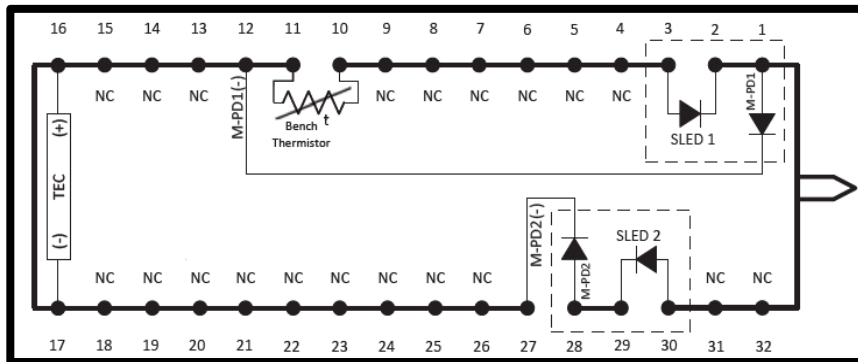 16 15 14 13 12 11 10 9 8 7 6 5 4 3 2 1
NC NC NC M-PD1(-) NC NC NC NC NC NC M-PD1
t
Bench
Thermistor
SLED 1
(+)
TEC
(-)
M-PD2(-)
SLED 2
M-PD2
NC NC NC NC NC NC NC NC NC NC NC
17 18 19 20 21 22 23 24 25 26 27 28 29 30 31 32